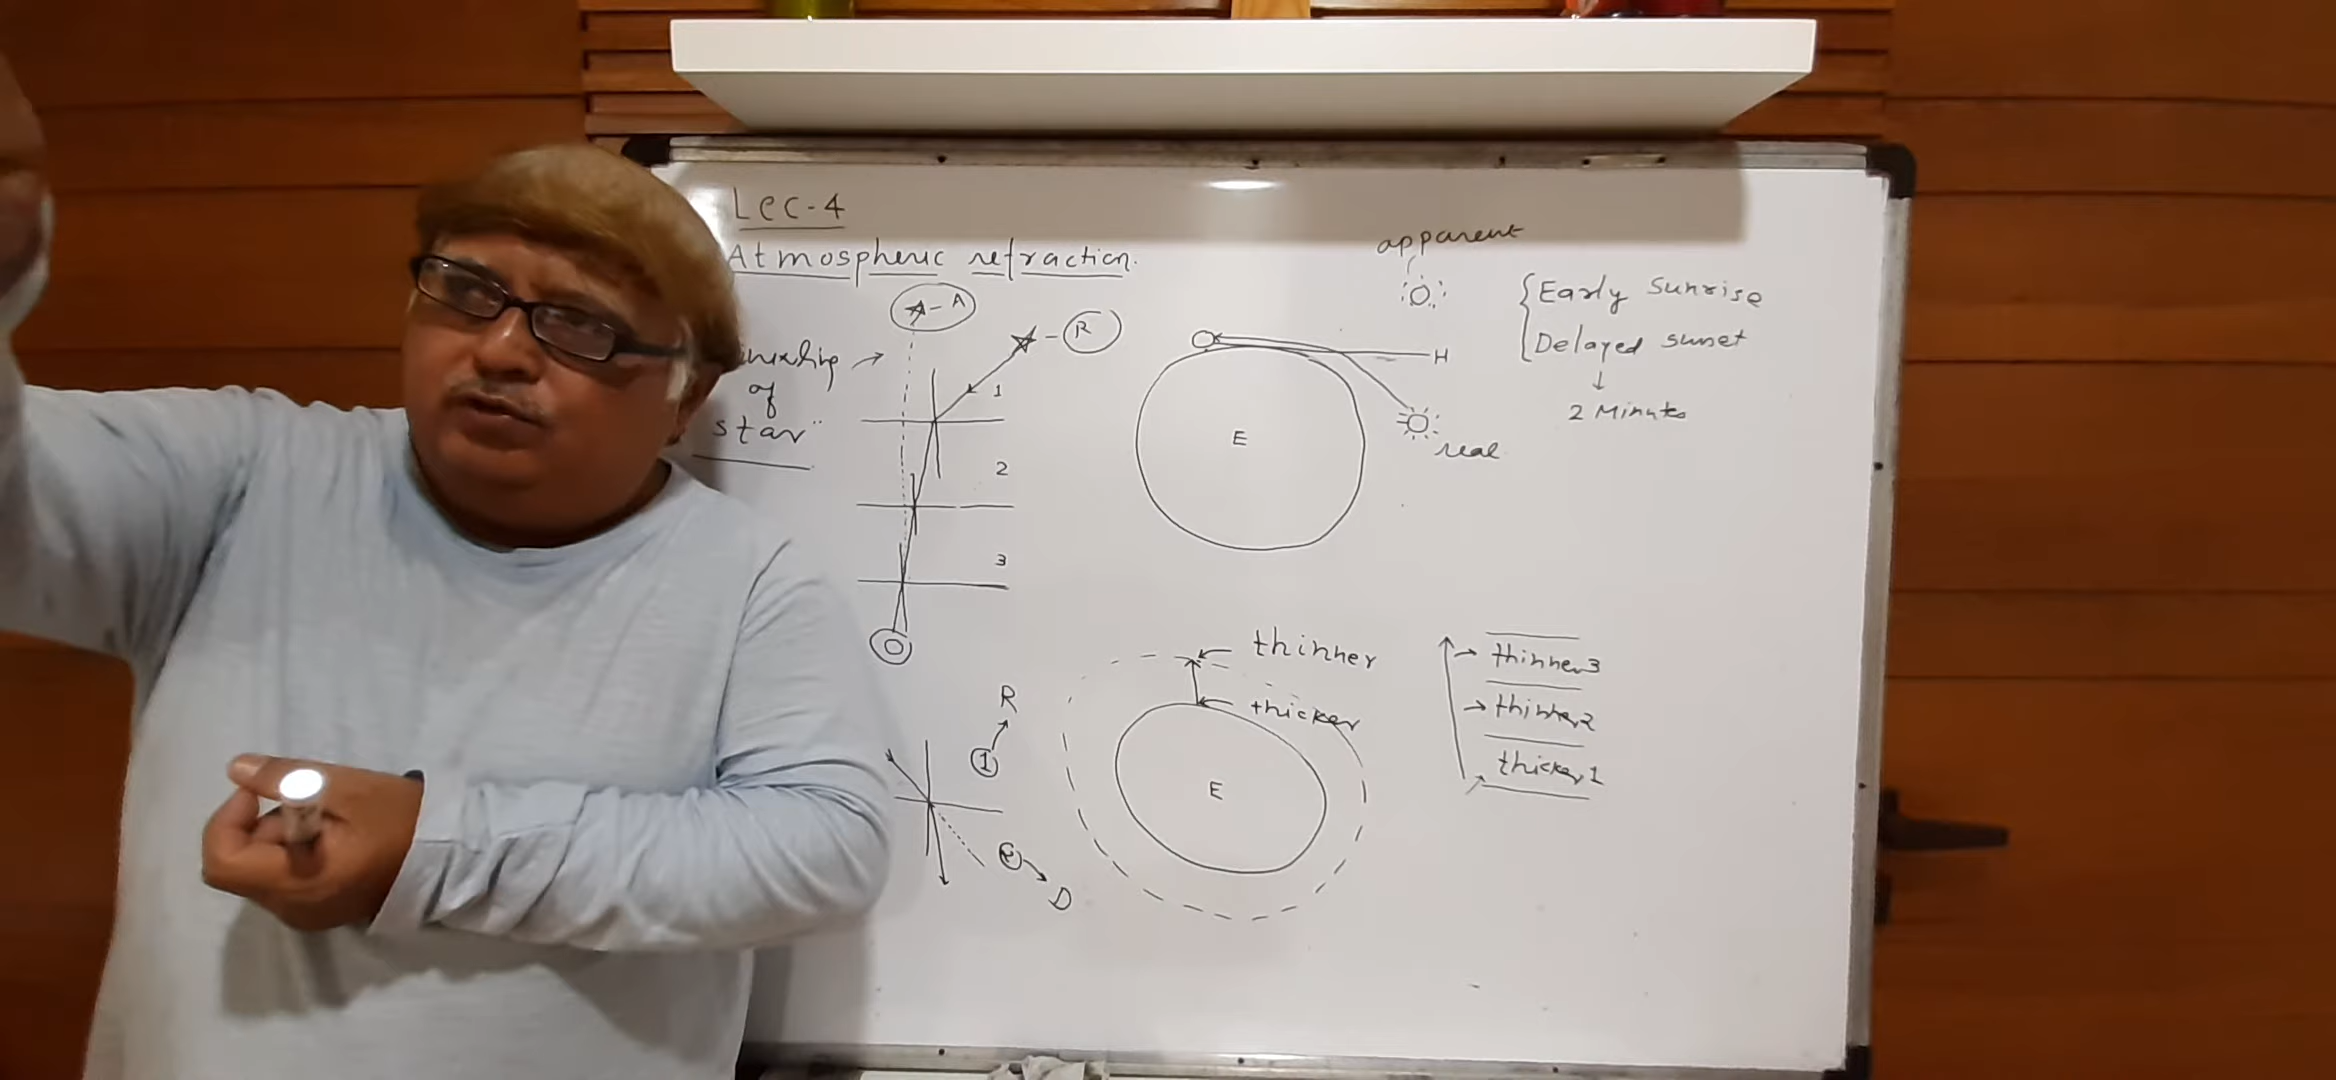 Lec-4
Atmospheric refraction.
A
R
of
star"
1
2
3
apparent
H
E
real
{Early Sunrise
Delayed sunset
↓
2 Minutes
R
1
2
D
thinner
thicker
E
thinner3
thinner2
thicker1